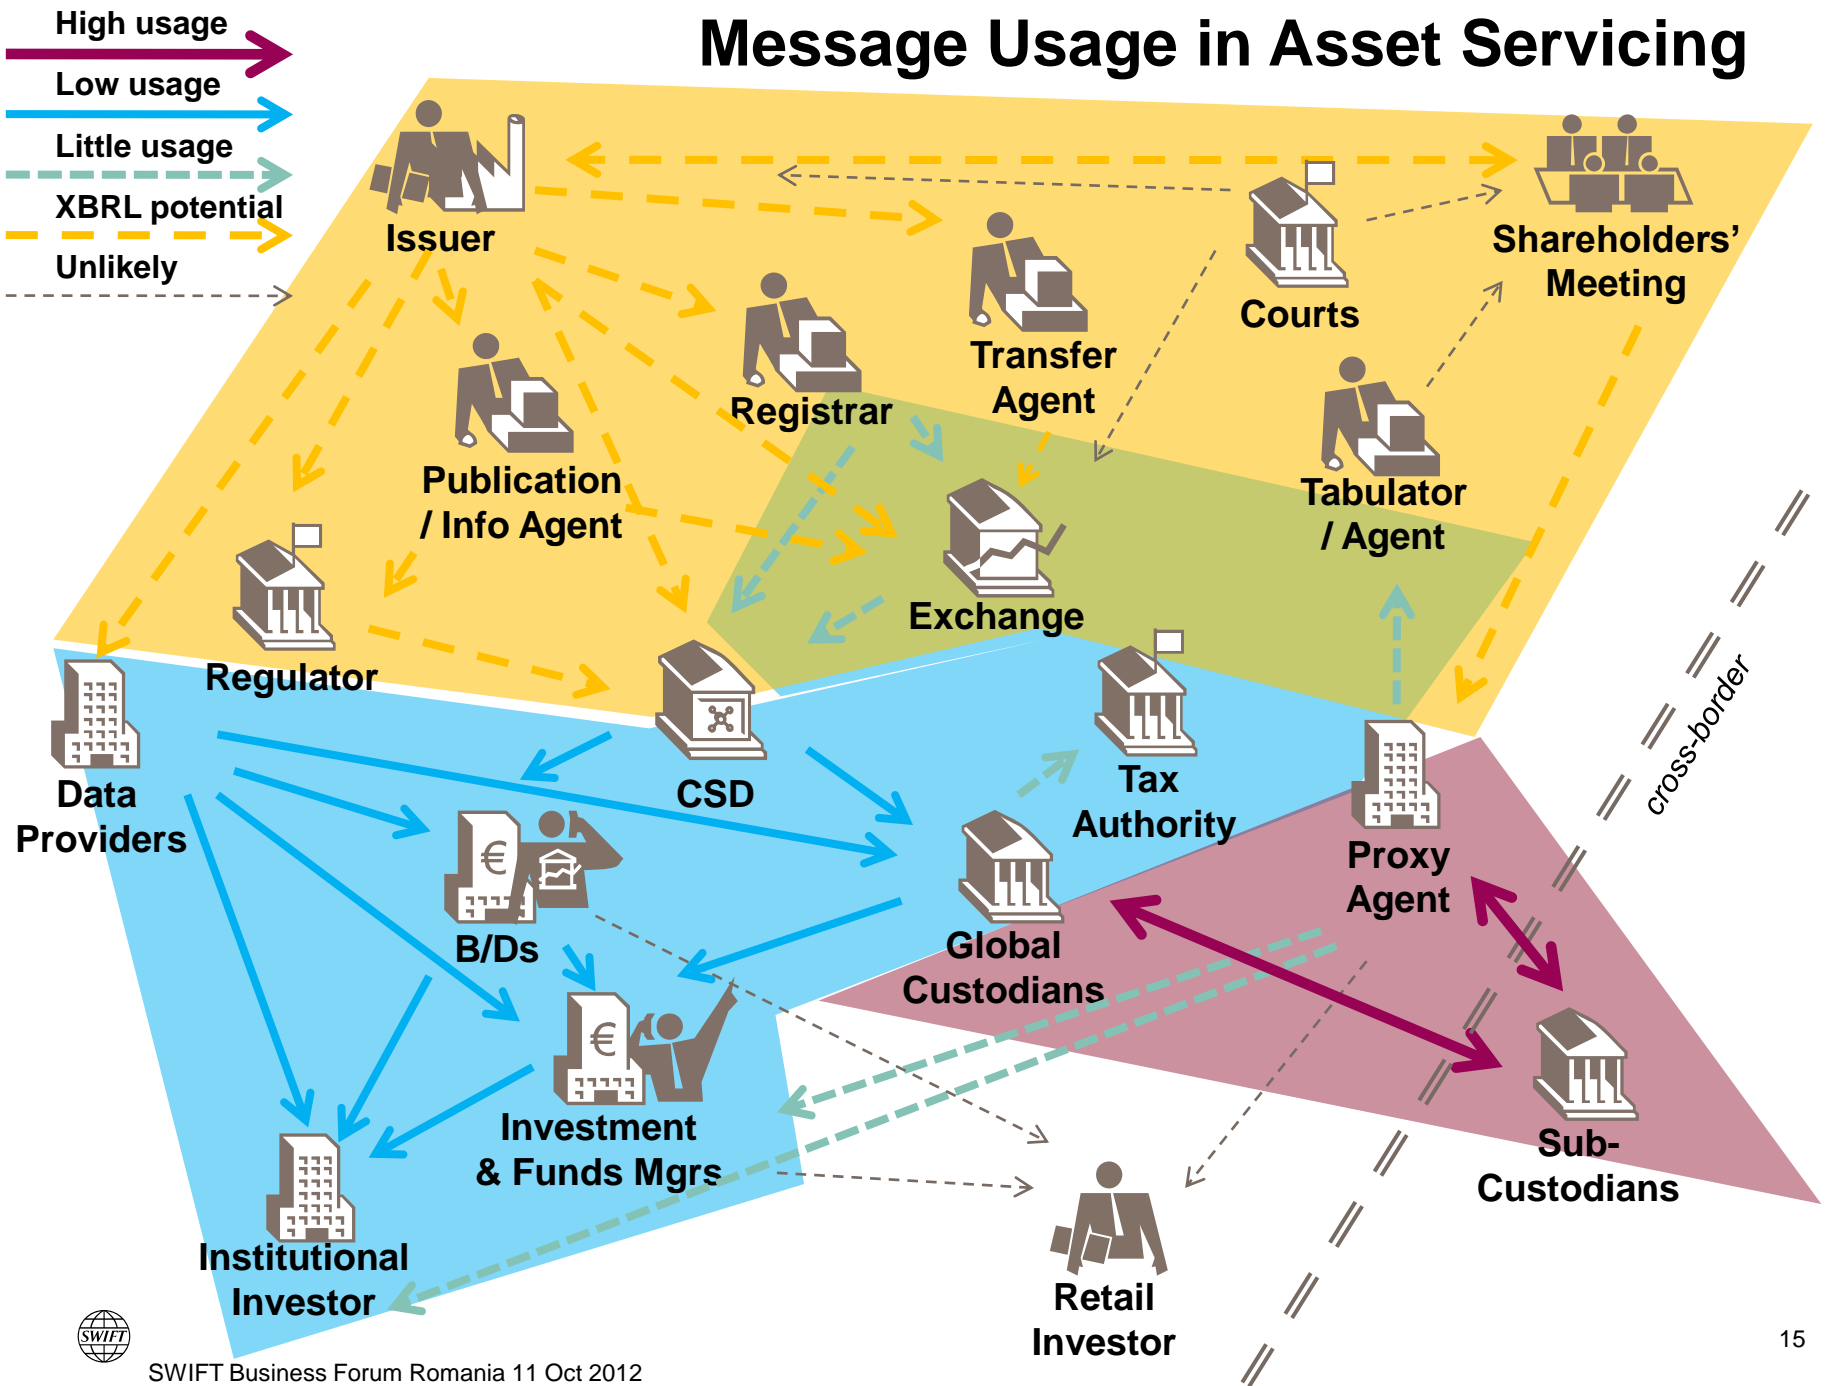 Message Usage in Asset Servicing
High usage
Low usage
Little usage
XBRL potential
Unlikely
Issuer
Shareholders'
Meeting
Courts
Transfer
Agent
Registrar
Publication
/ Info Agent
Tabulator
/ Agent
Exchange
Regulator
cross-border
Data
Providers
CSD
Tax
Authority
Proxy
Agent
€
B/Ds
Global
Custodians
€
Investment
& Funds Mgrs
Sub-
Custodians
Institutional
Investor
Retail
Investor
SWIFT
SWIFT Business Forum Romania 11 Oct 2012
15